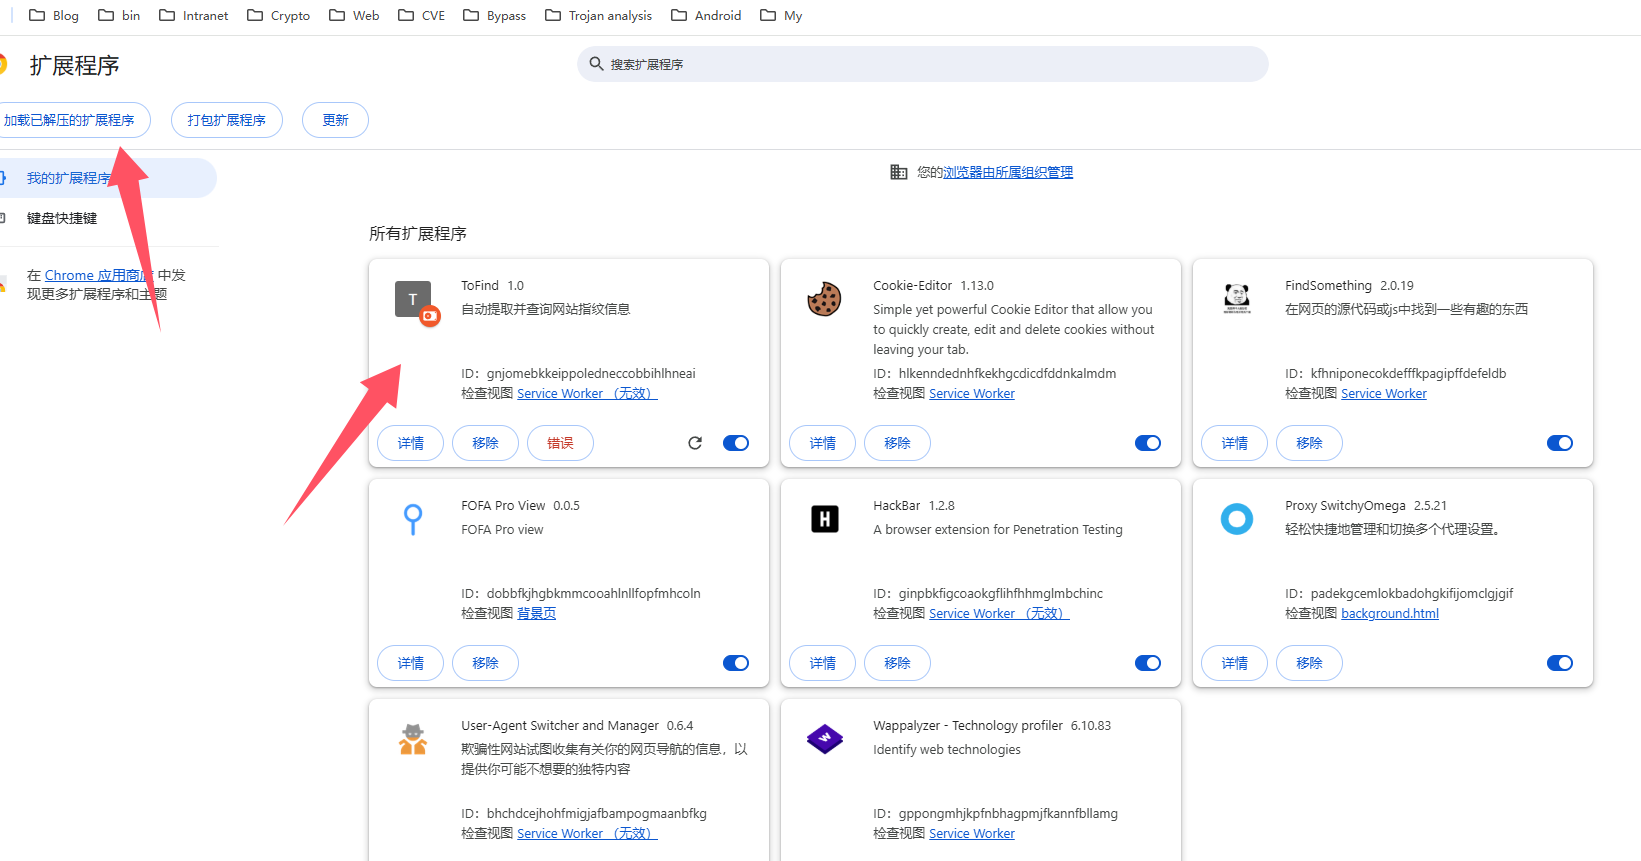 Blog bin Intranet Crypto Web CVE Bypass Trojan analysis Android My
扩展程序
搜索扩展程序
加载已解压的扩展程序 打包扩展程序 更新
我的扩展程序
键盘快捷键
在 Chrome 应用商店 中发
现更多扩展程序和主题
您的浏览器由所属组织管理
所有扩展程序
T
ToFind 1.0
自动提取并查询网站指纹信息
ID：gnjomebkkeippoledneccobbihlhneai
检查视图 Service Worker （无效）
详情 移除 错误
Cookie-Editor 1.13.0
Simple yet powerful Cookie Editor that allow you
to quickly create, edit and delete cookies without
leaving your tab.
ID：hlkenndednhfkekhgcdicdfddnkalmdm
检查视图 Service Worker
详情 移除
FindSomething 2.0.19
在网页的源代码或js中找到一些有趣的东西
ID：kfhniponecokdefffkpagipffdefeldb
检查视图 Service Worker
详情 移除
FOFA Pro View 0.0.5
FOFA Pro view
ID：dobbfkjhgbkmmcooahlnllfopfmhcoln
检查视图 背景页
详情 移除
H
HackBar 1.2.8
A browser extension for Penetration Testing
ID：ginpbkfigcoaokgflihfhhmglmbchinc
检查视图 Service Worker （无效）
详情 移除
Proxy SwitchyOmega 2.5.21
轻松快捷地管理和切换多个代理设置。
ID：padekgcemlokbadohgkifijomclgjgif
检查视图 background.html
详情 移除
User-Agent Switcher and Manager 0.6.4
欺骗性网站试图收集有关你的网页导航的信息，以
提供你可能不想要的独特内容
ID：bhchdcejhohfmigjafbampogmaanbfkg
检查视图 Service Worker （无效）
W
Wappalyzer - Technology profiler 6.10.83
Identify web technologies
ID：gppongmhjkpfnbhagpmjfkannfbllamg
检查视图 Service Worker